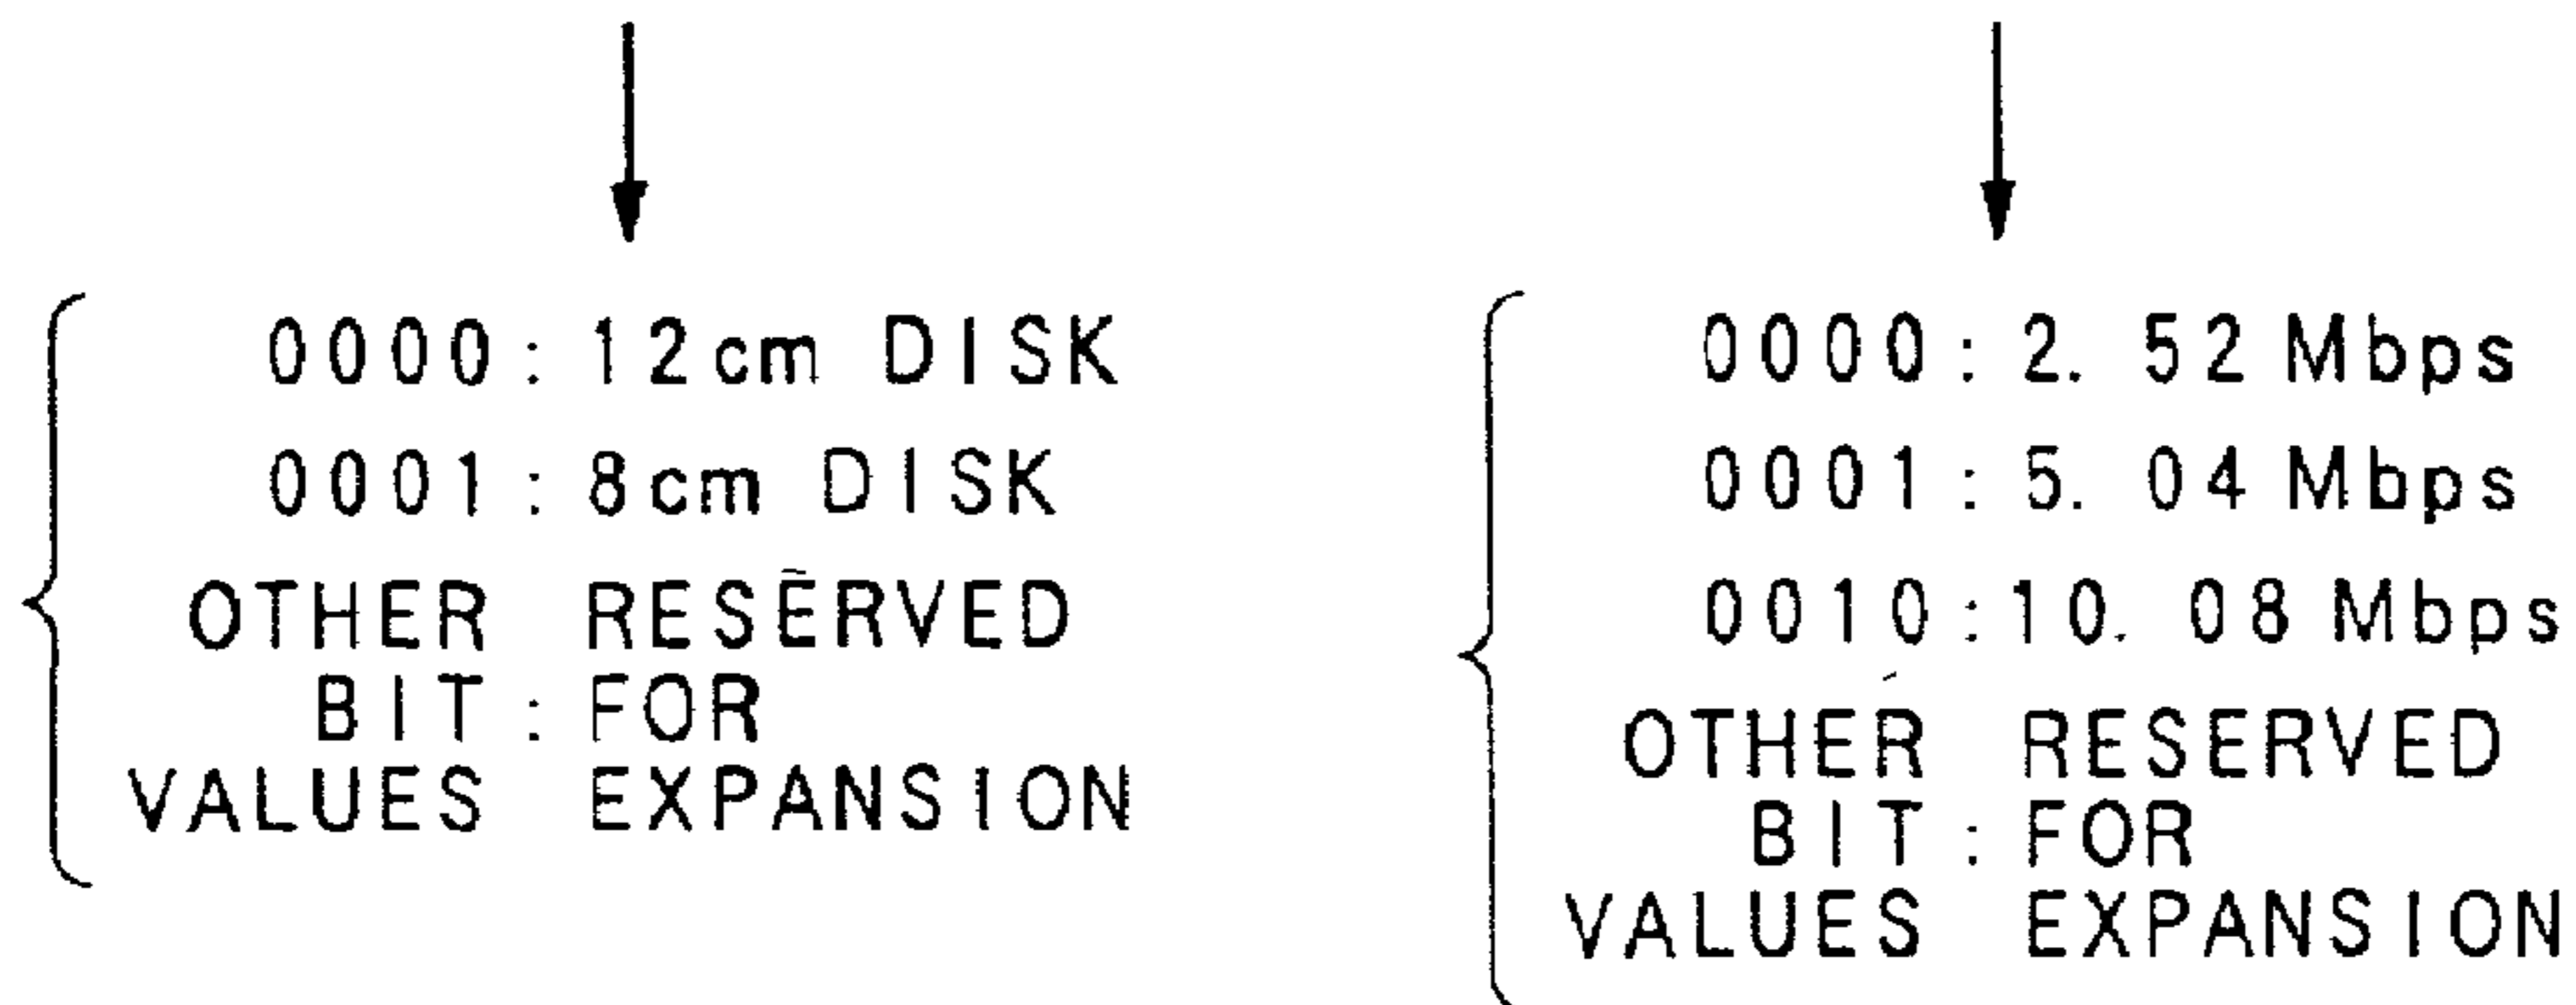 0000: 12cm DISK
0001: 8cm DISK
OTHER RESERVED
BIT: FOR
VALUES EXPANSION
0000: 2. 52 Mbps
0001: 5. 04 Mbps
0010: 10. 08 Mbps
OTHER RESERVED
BIT: FOR
VALUES EXPANSION